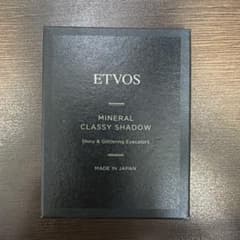 ETVOS
MINERAL
CLASSY SHADOW
Shiny & Glittering Eyecolors
MADE IN JAPAN